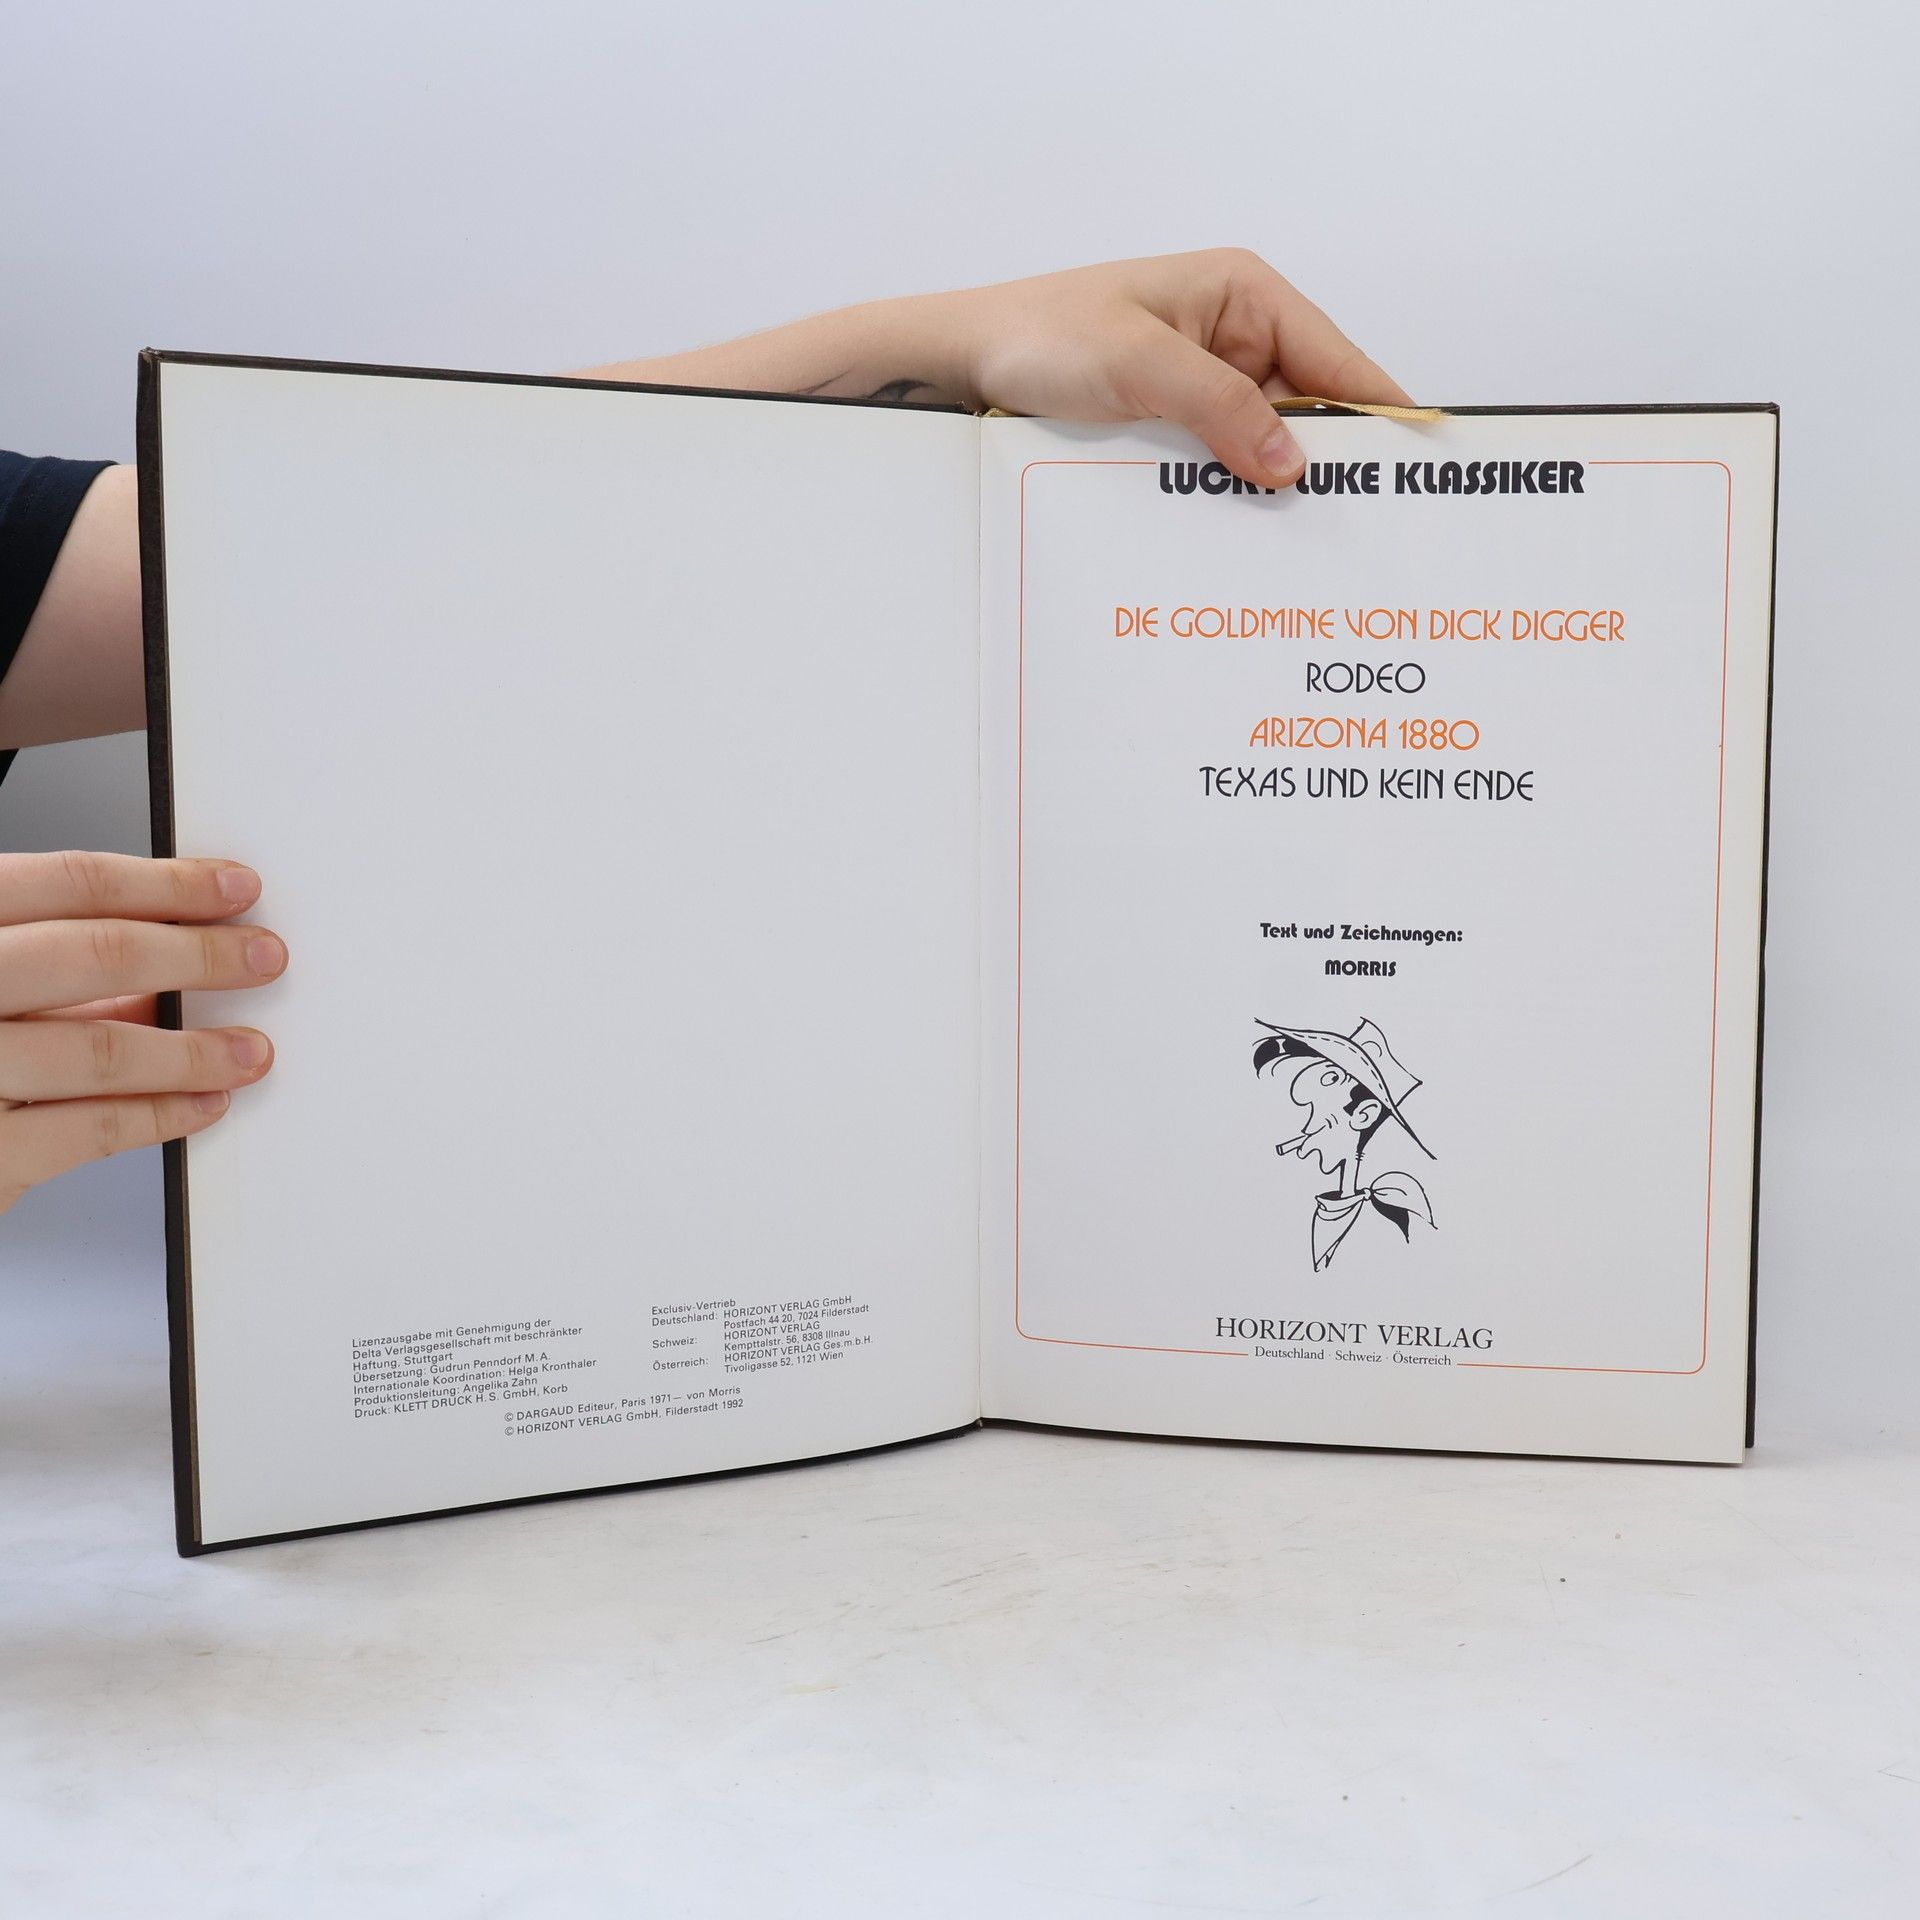 Lizenzausgabe mit Genehmigung der
Delta Verlagsgesellschaft mit beschränkter
Haftung, Stuttgart
Übersetzung: Gudrun Penndorf M. A.
Internationale Koordination: Helga Kronthaler
Produktionsleitung: Angelika Zahn
Druck: KLETT DRUCK H. S. GmbH, Korb
Exclusiv-Vertrieb
Deutschland: HORIZONT VERLAG GmbH
Postfach 44 20, 7024 Filderstadt
Schweiz: HORIZONT VERLAG
Kempttalstr. 56, 8308 Illnau
Österreich: HORIZONT VERLAG Ges.m.b.H.
Tivoligasse 52, 1121 Wien
© DARGAUD Editeur, Paris 1971— von Morris
© HORIZONT VERLAG GmbH, Filderstadt 1992
LUCKY LUKE KLASSIKER
DIE GOLDMINE VON DICK DIGGER
RODEO
ARIZONA 1880
TEXAS UND KEIN ENDE
Text und Zeichnungen:
MORRIS
HORIZONT VERLAG
Deutschland · Schweiz · Österreich